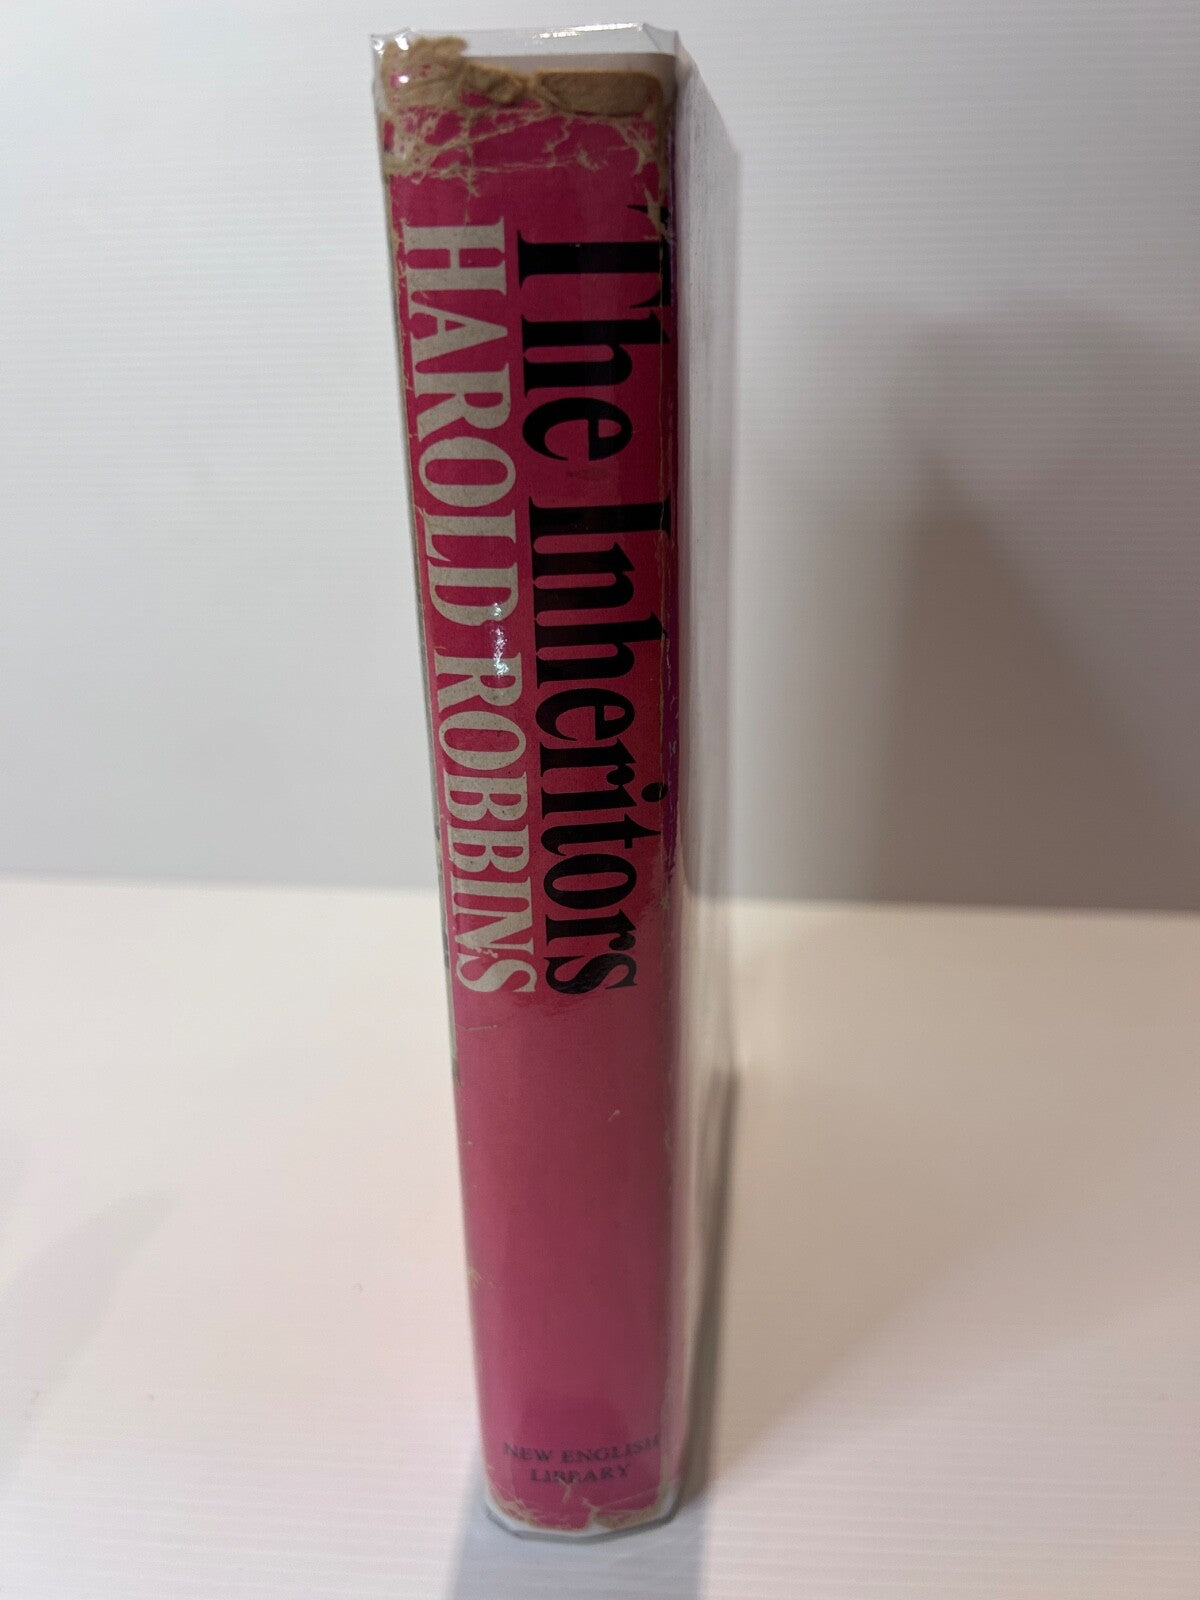 The Inheritors
HAROLD ROBBINS
NEW ENGLISH
LIBRARY